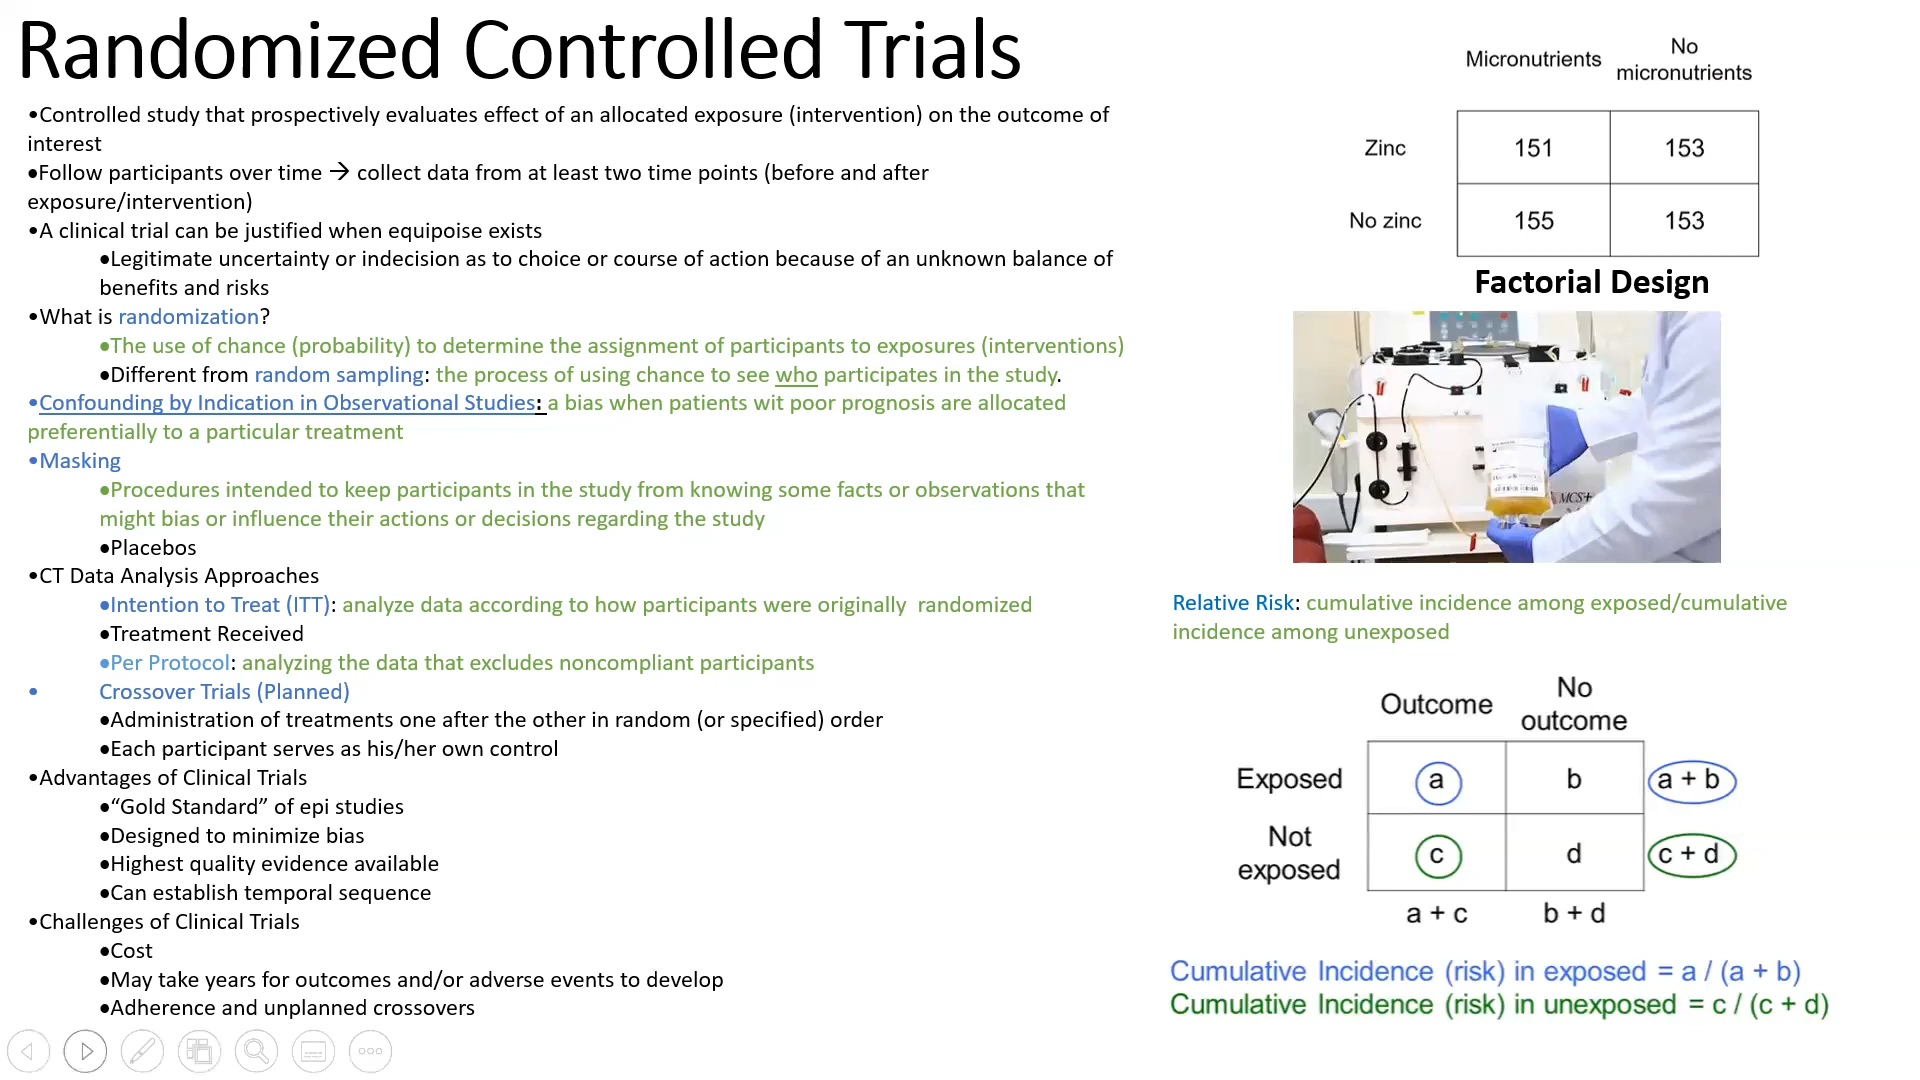 Randomized Controlled Trials
•Controlled study that prospectively evaluates effect of an allocated exposure (intervention) on the outcome of
interest
•Follow participants over time → collect data from at least two time points (before and after
exposure/intervention)
•A clinical trial can be justified when equipoise exists
•Legitimate uncertainty or indecision as to choice or course of action because of an unknown balance of
benefits and risks
•What is randomization?
•The use of chance (probability) to determine the assignment of participants to exposures (interventions)
•Different from random sampling: the process of using chance to see who participates in the study.
•Confounding by Indication in Observational Studies: a bias when patients wit poor prognosis are allocated
preferentially to a particular treatment
•Masking
•Procedures intended to keep participants in the study from knowing some facts or observations that
might bias or influence their actions or decisions regarding the study
•Placebos
•CT Data Analysis Approaches
•Intention to Treat (ITT): analyze data according to how participants were originally randomized
•Treatment Received
•Per Protocol: analyzing the data that excludes noncompliant participants
• Crossover Trials (Planned)
•Administration of treatments one after the other in random (or specified) order
•Each participant serves as his/her own control
•Advantages of Clinical Trials
•“Gold Standard” of epi studies
•Designed to minimize bias
•Highest quality evidence available
•Can establish temporal sequence
•Challenges of Clinical Trials
•Cost
•May take years for outcomes and/or adverse events to develop
•Adherence and unplanned crossovers
Micronutrients No
micronutrients
Zinc 151 153
No zinc 155 153
Factorial Design
MCS+
Relative Risk: cumulative incidence among exposed/cumulative
incidence among unexposed
Outcome No
outcome
Exposed a b a + b
Not
exposed c d c + d
a + c b + d
Cumulative Incidence (risk) in exposed = a / (a + b)
Cumulative Incidence (risk) in unexposed = c / (c + d)